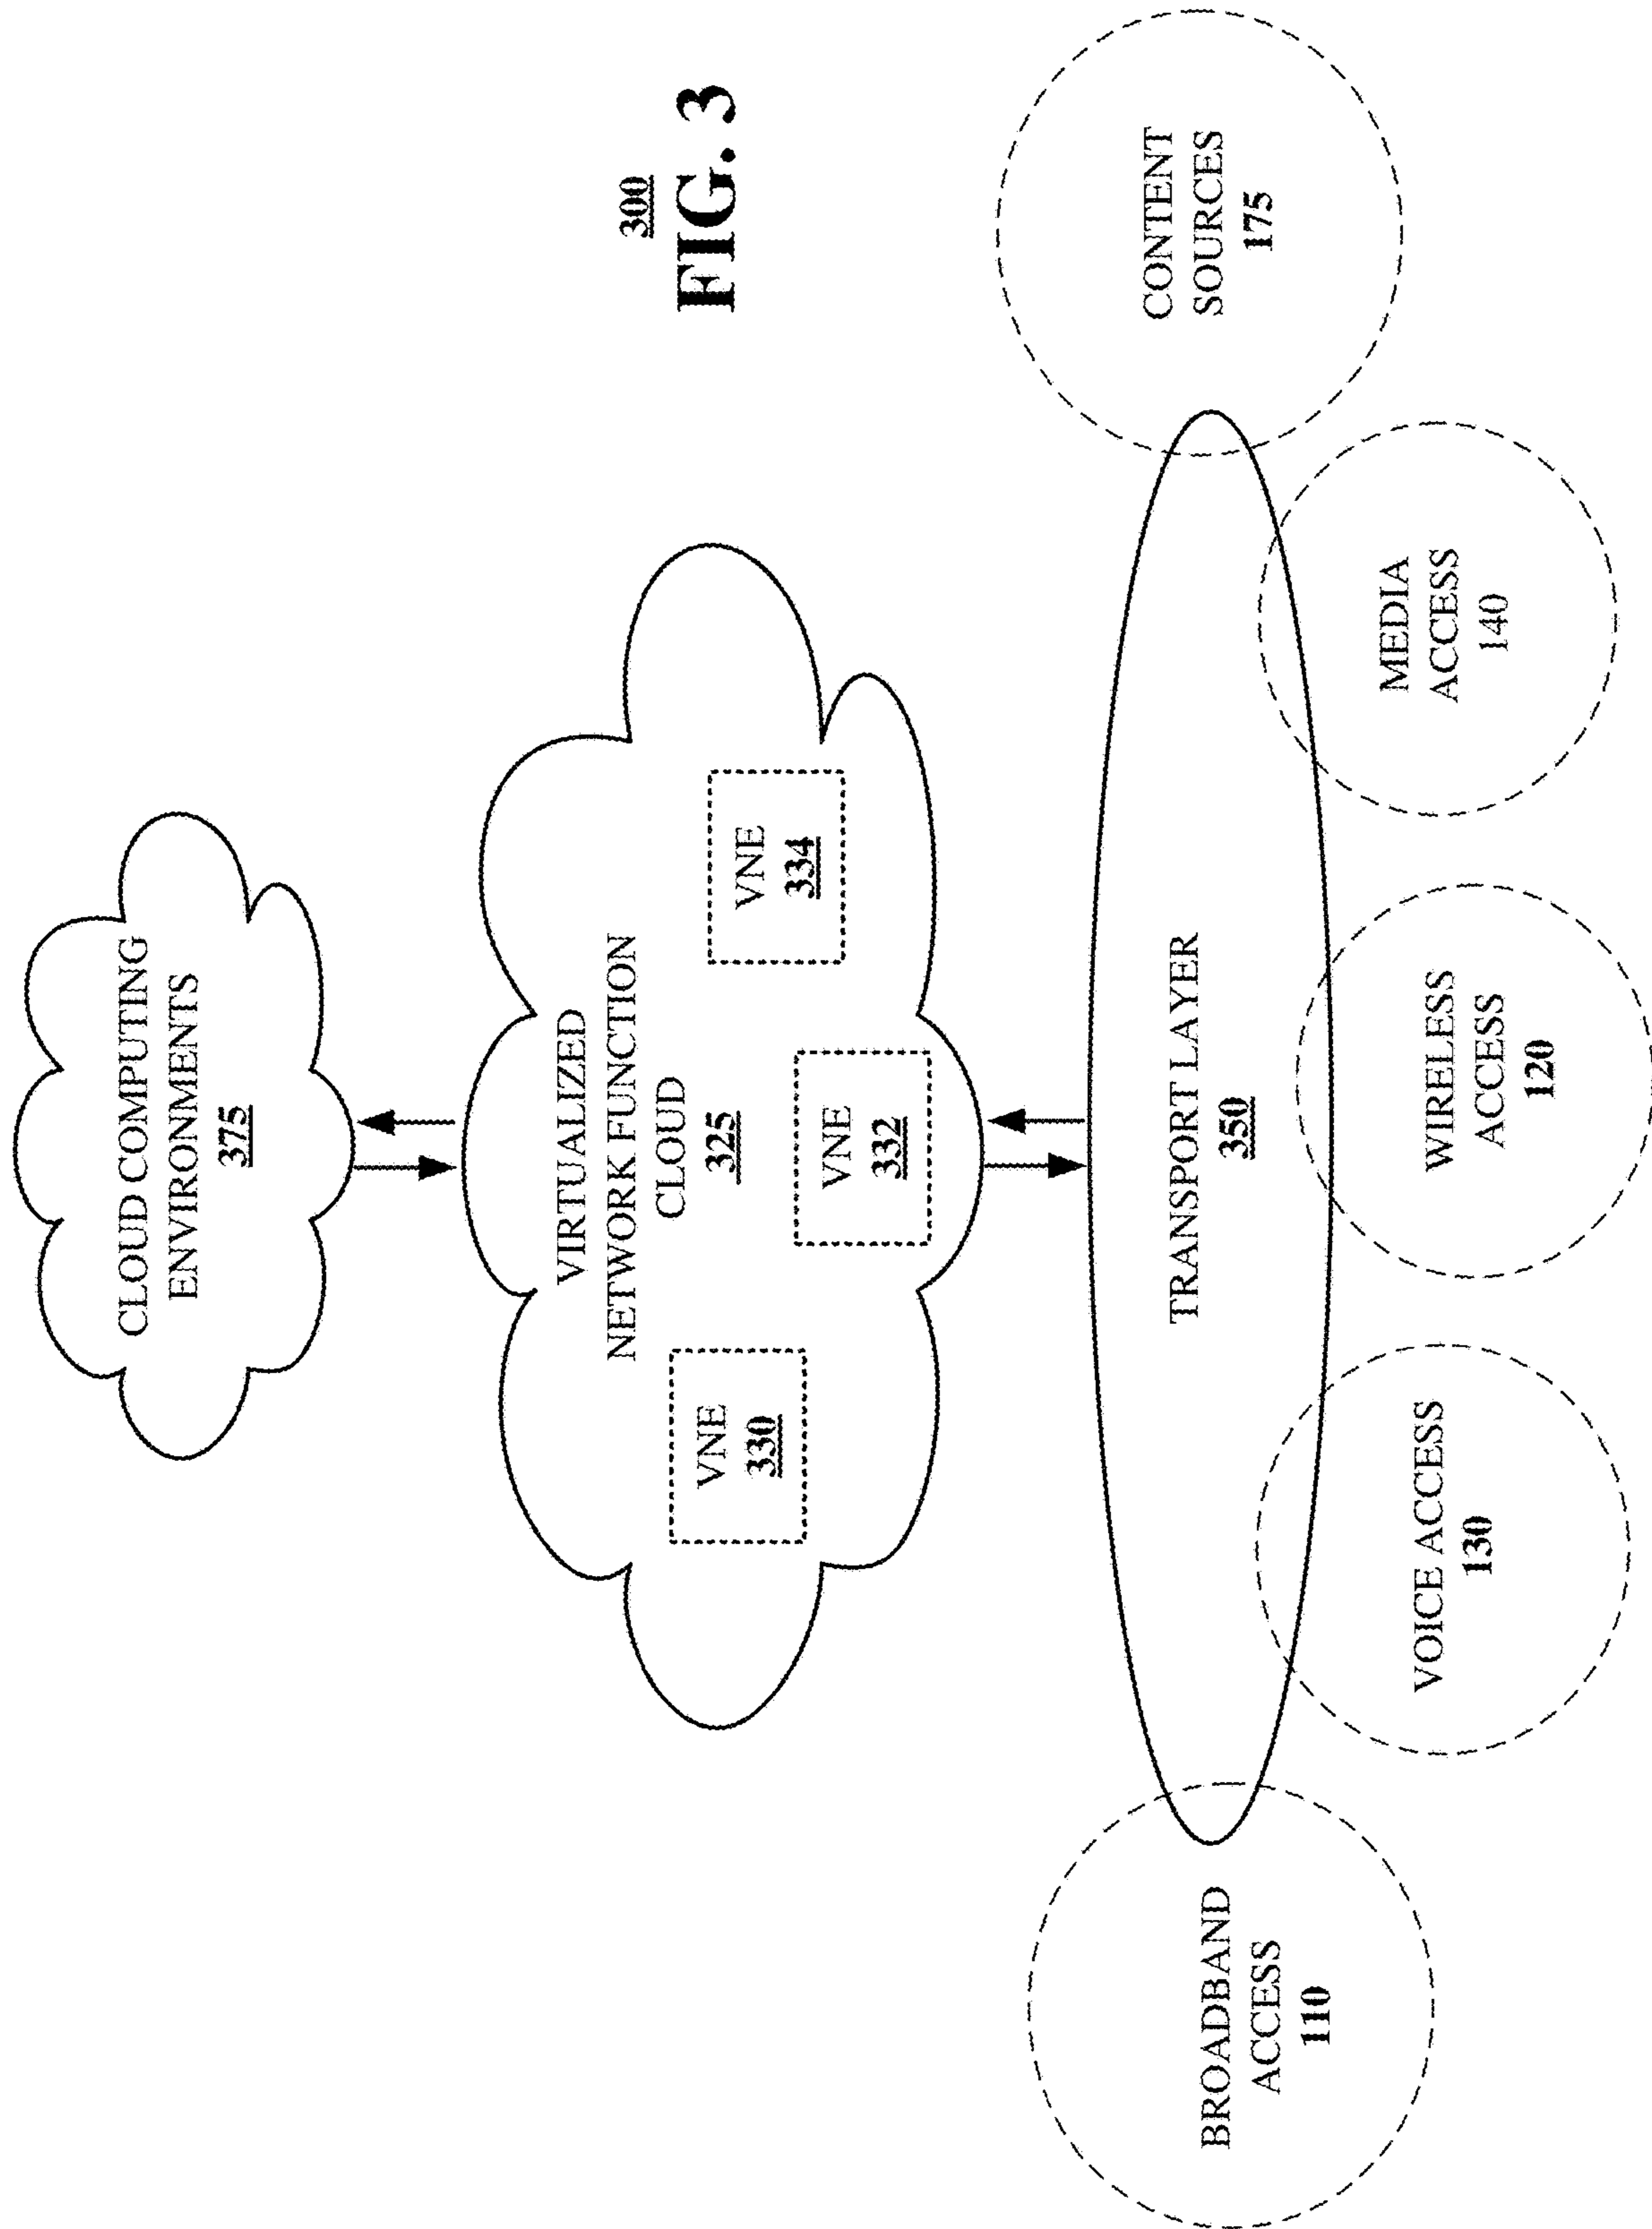 CLOUD COMPUTING
ENVIRONMENTS
375
VIRTUALIZED
NETWORK FUNCTION
CLOUD
325
VNE
330
VNE
332
VNE
334
TRANSPORT LAYER
350
BROADBAND
ACCESS
110
VOICE ACCESS
130
WIRELESS
ACCESS
120
MEDIA
ACCESS
140
CONTENT
SOURCES
175
300
FIG. 3